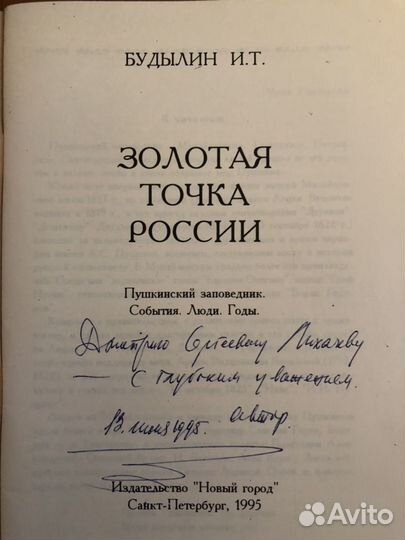 БУДЫЛИН И.Т.
ЗОЛОТАЯ
ТОЧКА
РОССИИ
Пушкинский заповедник.
События. Люди. Годы.
Дмитрию Сергеевичу Лихачеву
— с глубоким уважением.
13. 1995. автор.
Издательство "Новый город"
Санкт-Петербург, 1995
Avito